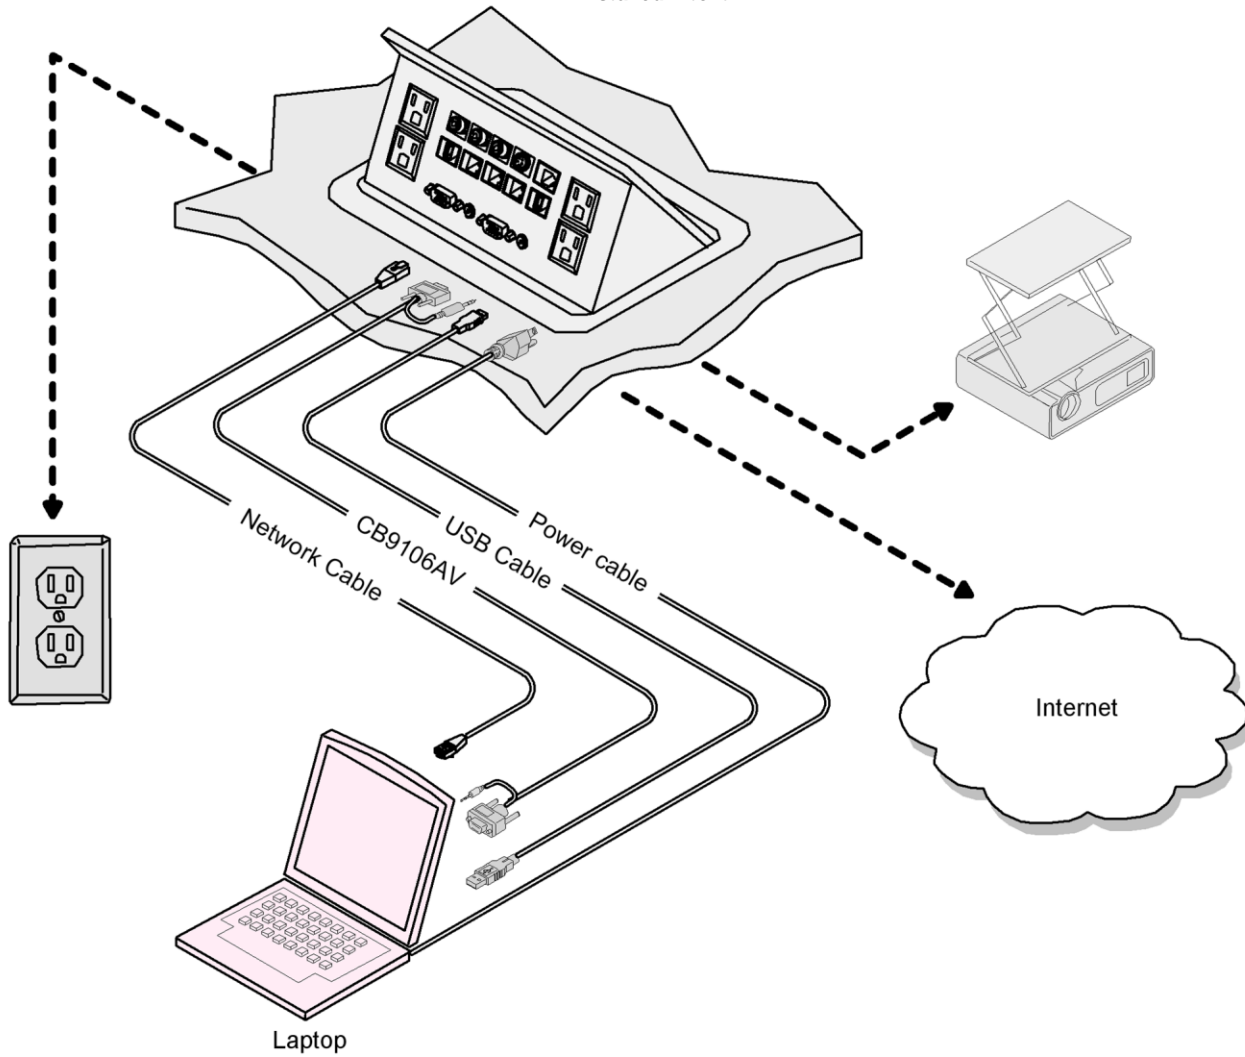 Network Cable
CB9106AV
USB Cable
Power cable
Internet
Laptop